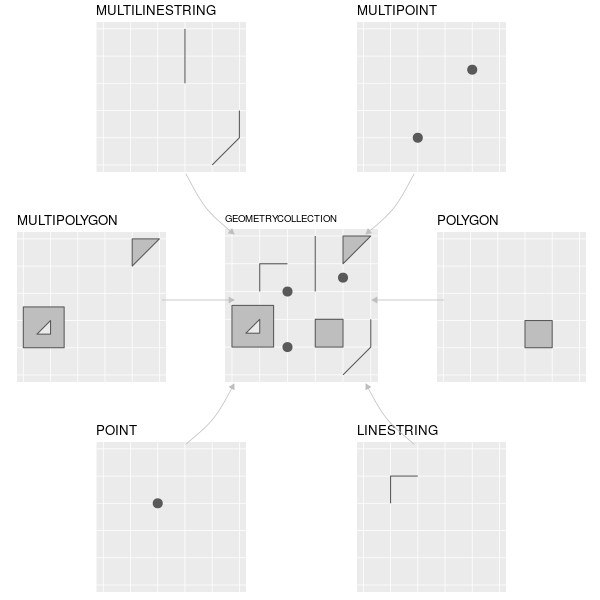 MULTILINESTRING
MULTIPOINT
MULTIPOLYGON
GEOMETRYCOLLECTION
POLYGON
POINT
LINESTRING